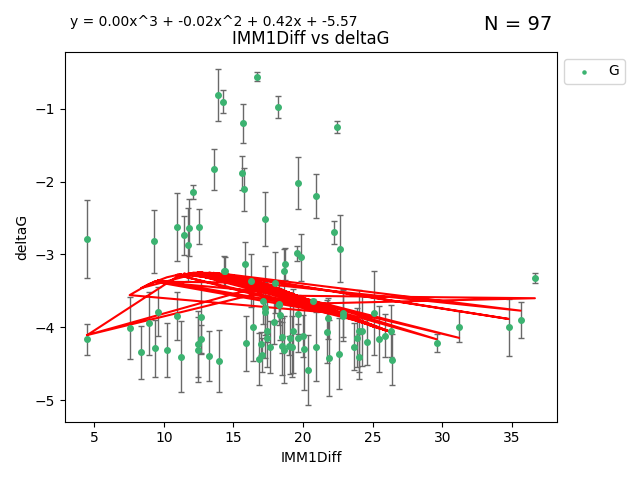 y = 0.00x^3 + -0.02x^2 + 0.42x + -5.57
N = 97
IMM1Diff vs deltaG
G
deltaG
−1
−2
−3
−4
−5
5 10 15 20 25 30 35
IMM1Diff